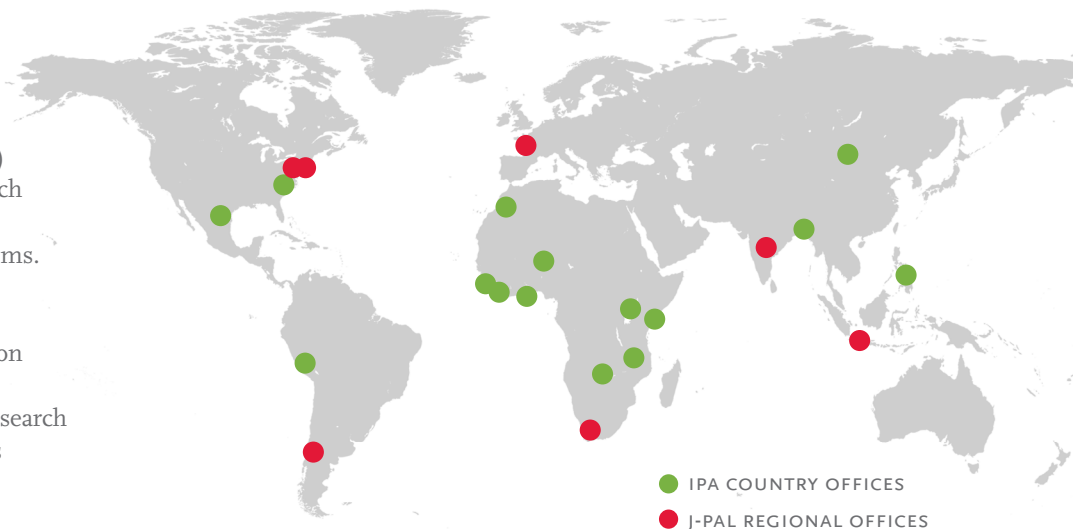 )
ch
ms.
on
search
s
IPA COUNTRY OFFICES
J-PAL REGIONAL OFFICES